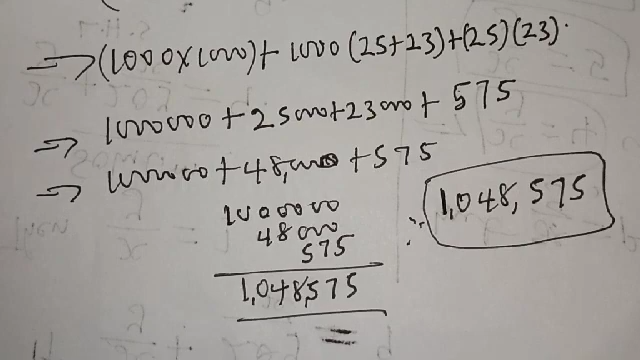 ⇒ (1000×1000) + 1000 (25+23) + (25)(23).
⇒ 1000000 + 25000 + 23000 + 575
⇒ 1000000 + 48,000 + 575
1000000
48000
575
1,048,575
∴ 1,048,575